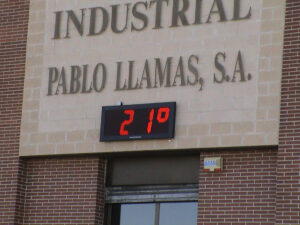 INDUSTRIAL
PABLO LLAMAS, S.A.
21º